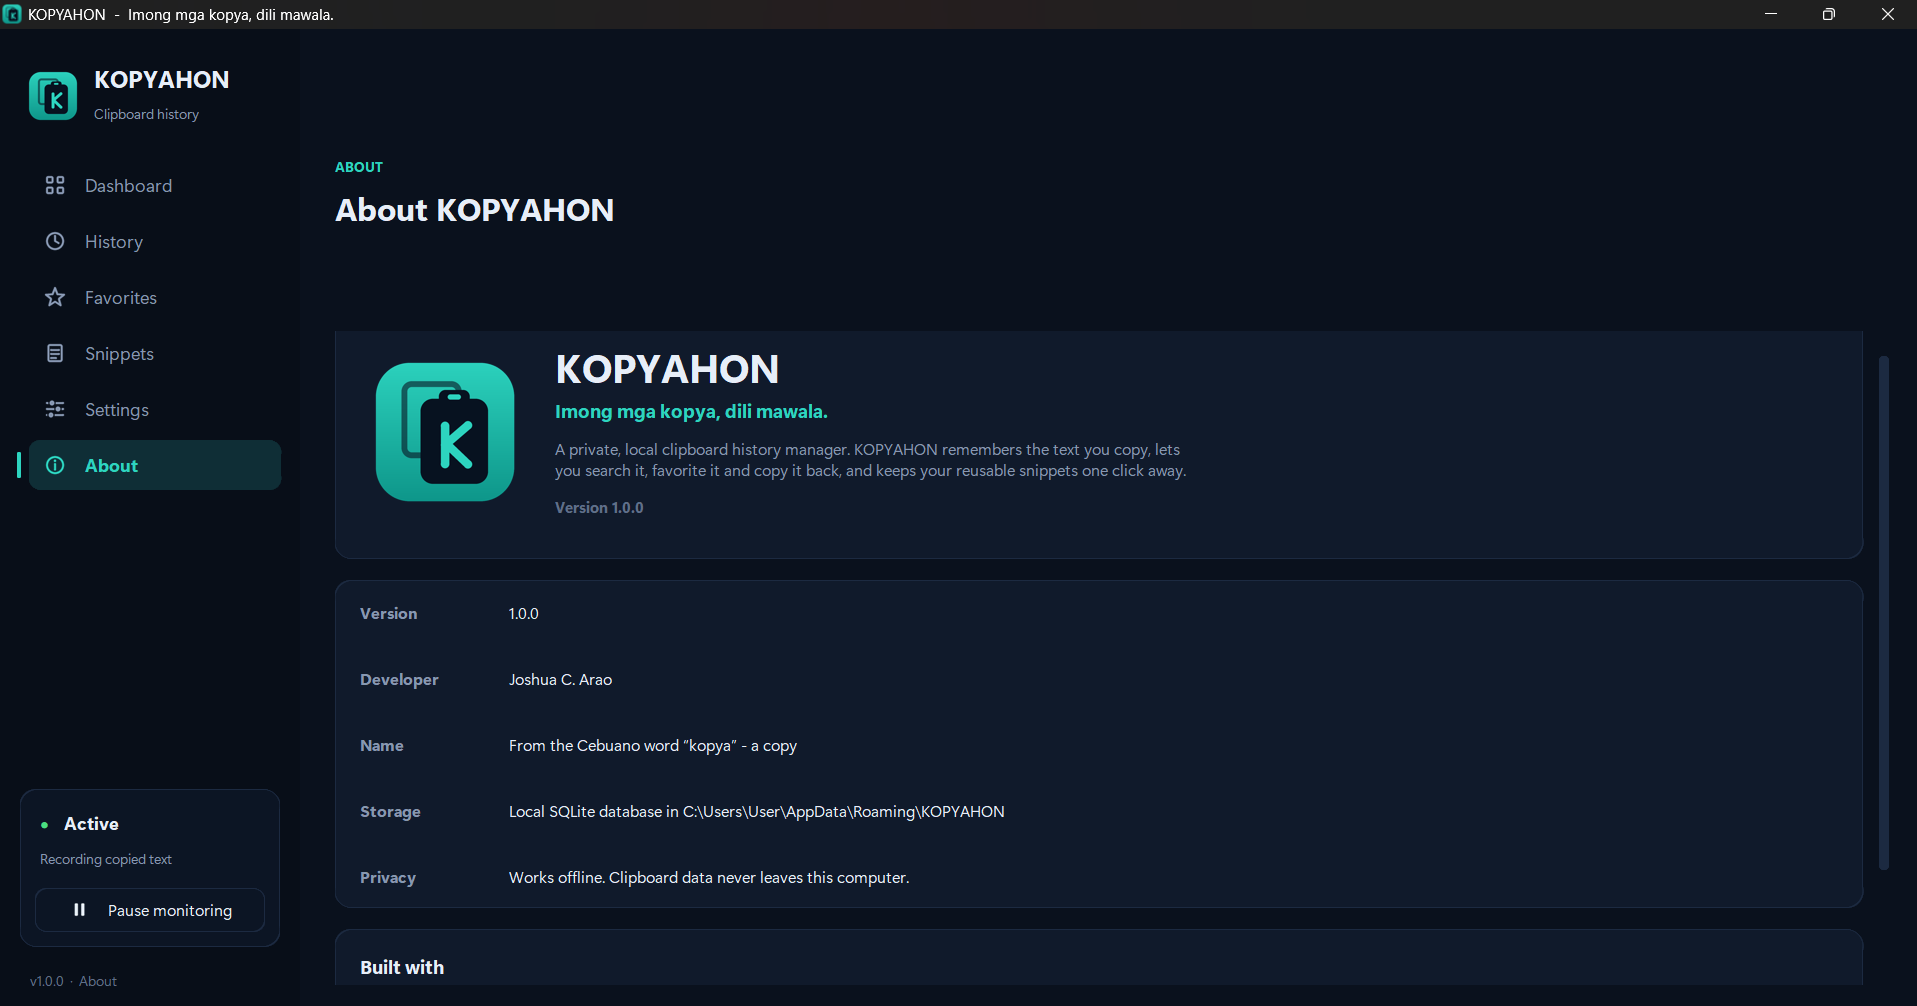 KOPYAHON - Imong mga kopya, dili mawala.
KOPYAHON
Clipboard history
Dashboard
History
Favorites
Snippets
Settings
About
Active
Recording copied text
Pause monitoring
v1.0.0 · About
ABOUT
About KOPYAHON
K
KOPYAHON
Imong mga kopya, dili mawala.
A private, local clipboard history manager. KOPYAHON remembers the text you copy, lets
you search it, favorite it and copy it back, and keeps your reusable snippets one click away.
Version 1.0.0
Version 1.0.0
Developer Joshua C. Arao
Name From the Cebuano word “kopya” - a copy
Storage Local SQLite database in C:\Users\User\AppData\Roaming\KOPYAHON
Privacy Works offline. Clipboard data never leaves this computer.
Built with